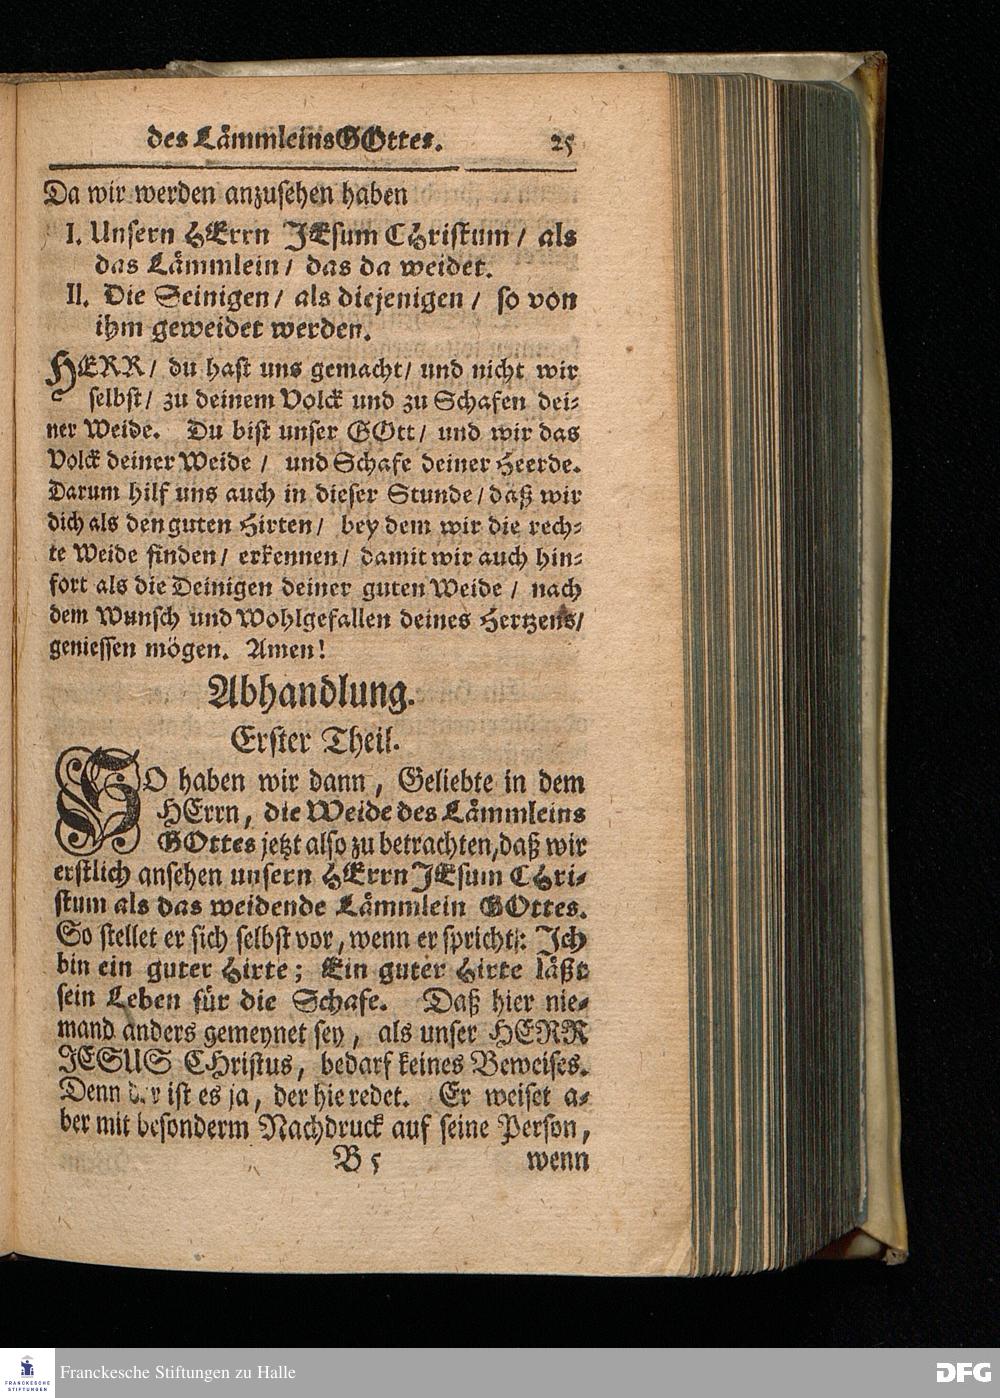 des Lämmleins GOttes. 25
Da wir werden anzusehen haben
I. Unsern HErrn JEsum CHristum / als
das Lämmlein / das da weidet.
II. Die Seinigen / als diejenigen / so von
ihm geweidet werden.
HERR / du hast uns gemacht / und nicht wir
selbst / zu deinem Volck und zu Schafen dei-
ner Weide. Du bist unser GOtt / und wir das
Volck deiner Weide / und Schafe deiner Heerde.
Darum hilf uns auch in dieser Stunde / daß wir
dich als den guten Hirten / bey dem wir die rech-
te Weide finden / erkennen / damit wir auch hin-
fort als die Deinigen deiner guten Weide / nach
dem Wunsch und Wohlgefallen deines Hertzens /
geniessen mögen. Amen!
Abhandlung.
Erster Theil.
SO haben wir dann, Geliebte in dem
HErrn, die Weide des Lämmleins
GOttes jetzt also zu betrachten, daß wir
erstlich ansehen unsern HErrn JEsum CHri-
stum als das weidende Lämmlein GOttes.
So stellet er sich selbst vor, wenn er spricht: Ich
bin ein guter Hirte; Ein guter Hirte läßt
sein Leben für die Schafe. Daß hier nie-
mand anders gemeynet sey, als unser HERR
JESUS CHristus, bedarf keines Beweises.
Denn der ist es ja, der hie redet. Er weiset a-
ber mit besonderm Nachdruck auf seine Person,
B 5 wenn
Franckesche Stiftungen zu Halle
FRANCKESCHE
STIFTUNGEN
DFG